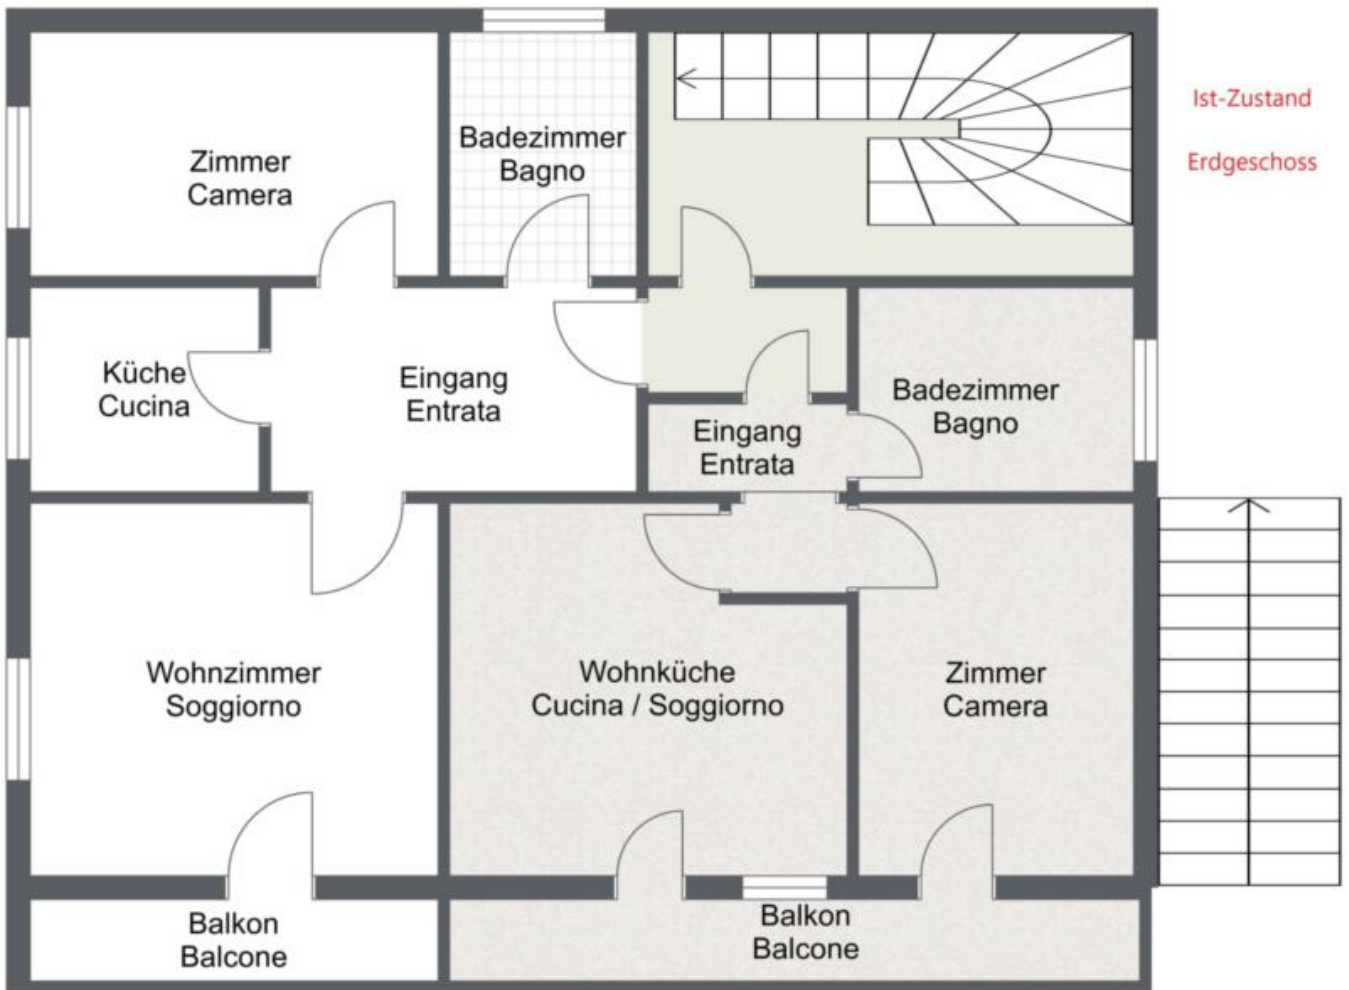 Zimmer
Camera
Badezimmer
Bagno
Ist-Zustand
Erdgeschoss
Küche
Cucina
Eingang
Entrata
Eingang
Entrata
Badezimmer
Bagno
Wohnzimmer
Soggiorno
Wohnküche
Cucina / Soggiorno
Zimmer
Camera
Balkon
Balcone
Balkon
Balcone